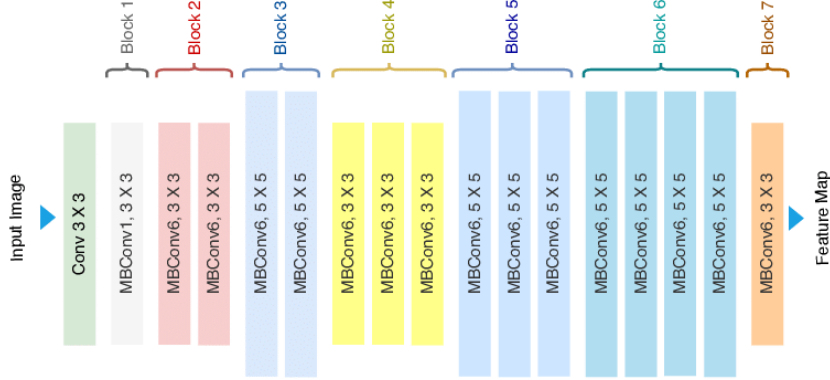 Block 1
Block 2
Block 3
Block 4
Block 5
Block 6
Block 7
Input Image
Conv 3 X 3
MBConv1, 3 X 3
MBConv6, 3 X 3
MBConv6, 3 X 3
MBConv6, 5 X 5
MBConv6, 5 X 5
MBConv6, 3 X 3
MBConv6, 3 X 3
MBConv6, 3 X 3
MBConv6, 5 X 5
MBConv6, 5 X 5
MBConv6, 5 X 5
MBConv6, 5 X 5
MBConv6, 5 X 5
MBConv6, 5 X 5
MBConv6, 5 X 5
MBConv6, 3 X 3
Feature Map